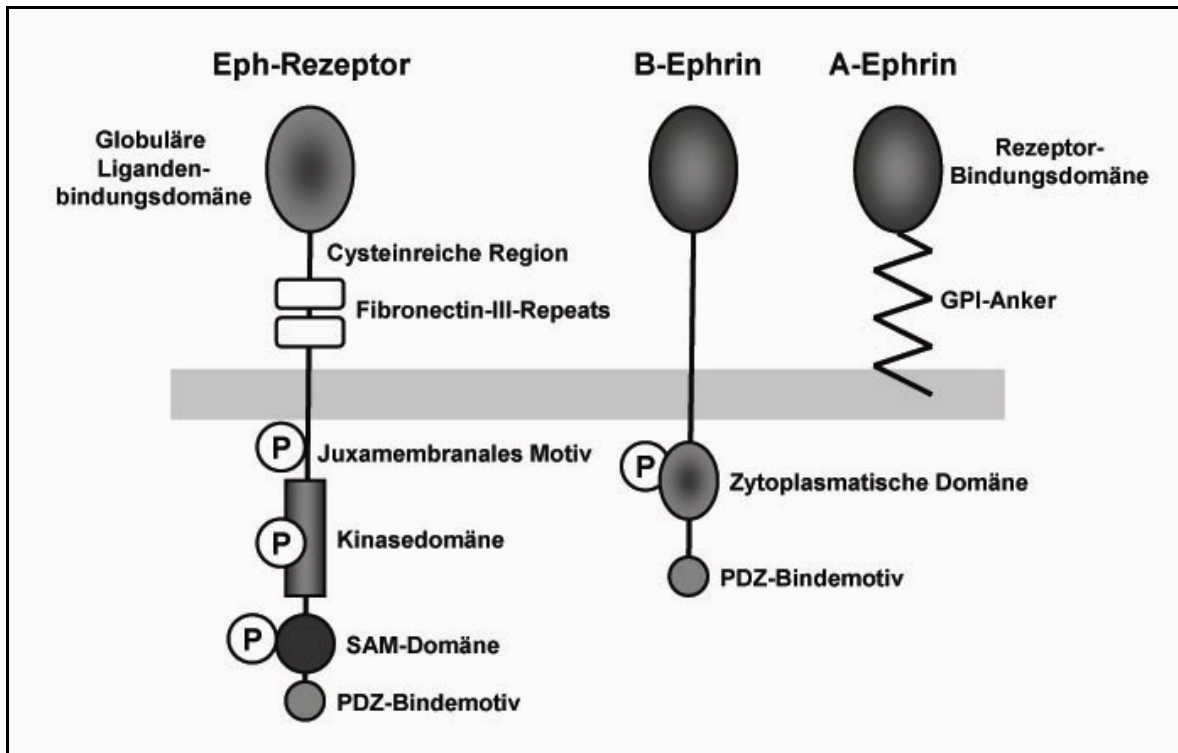 Eph-Rezeptor
B-Ephrin
A-Ephrin
Globuläre
Liganden-
bindungsdomäne
Rezeptor-
Bindungsdomäne
Cysteinreiche Region
Fibronectin-III-Repeats
GPI-Anker
P
Juxamembranales Motiv
P
Zytoplasmatische Domäne
P
Kinasedomäne
PDZ-Bindemotiv
P
SAM-Domäne
PDZ-Bindemotiv